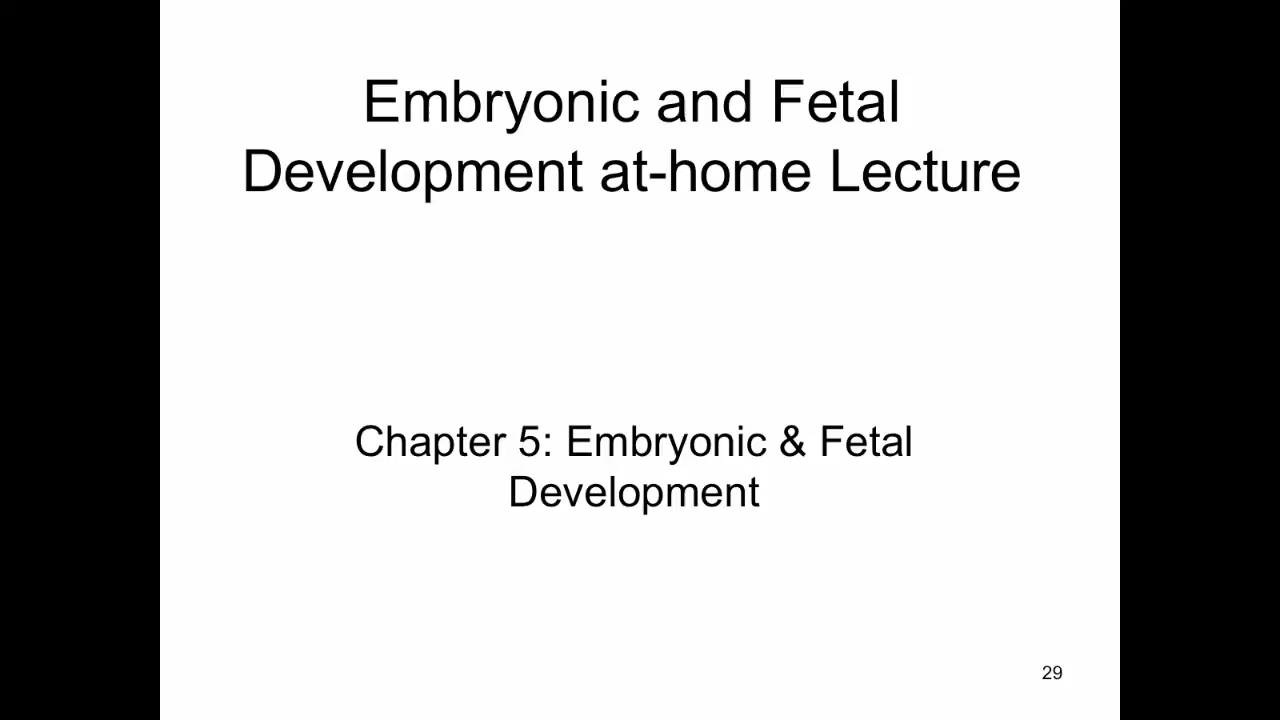 Embryonic and Fetal
Development at-home Lecture
Chapter 5: Embryonic & Fetal
Development
29